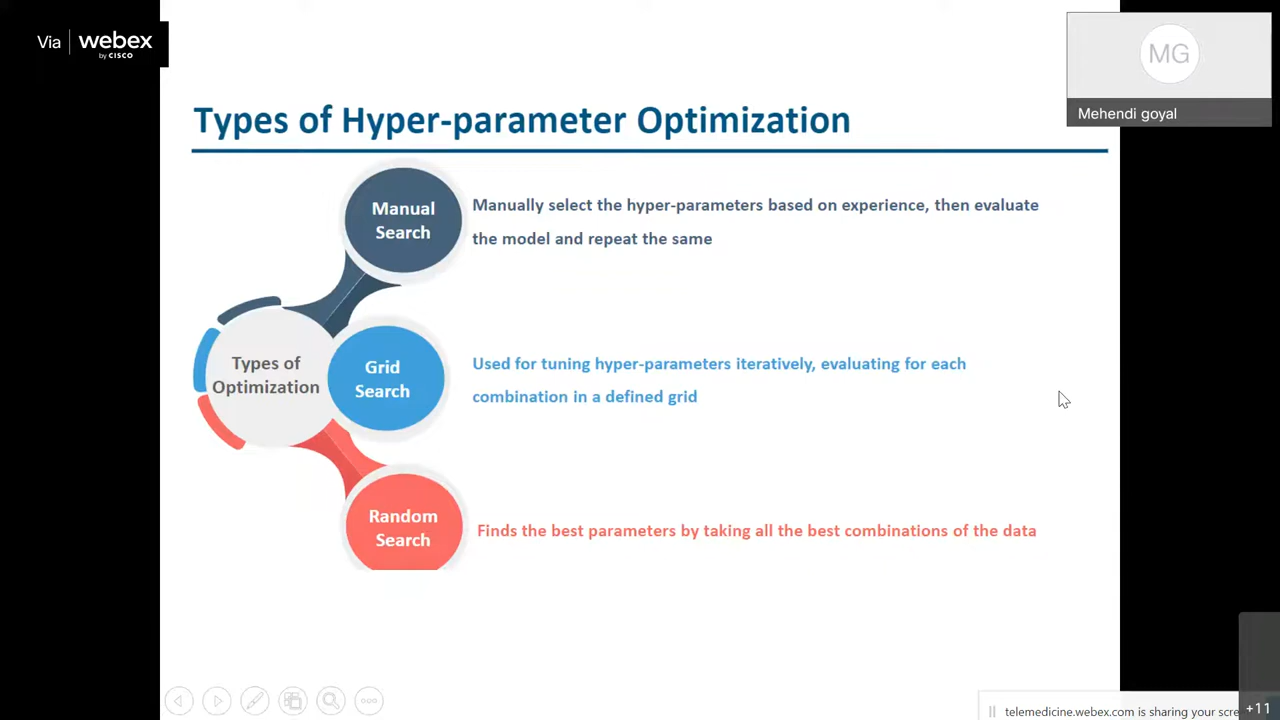 Via webex
by CISCO
MG
Mehendi goyal
Types of Hyper-parameter Optimization
Manual
Search
Manually select the hyper-parameters based on experience, then evaluate
the model and repeat the same
Types of
Optimization
Grid
Search
Used for tuning hyper-parameters iteratively, evaluating for each
combination in a defined grid
Random
Search
Finds the best parameters by taking all the best combinations of the data
telemedicine.webex.com is sharing your scre
+11